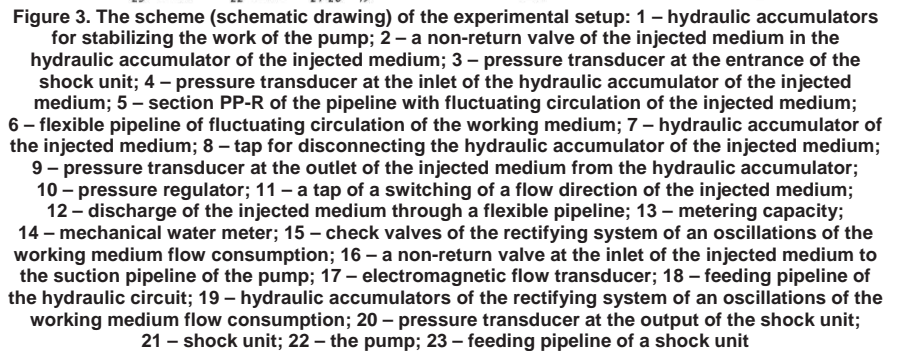 Figure 3. The scheme (schematic drawing) of the experimental setup: 1 – hydraulic accumulators
for stabilizing the work of the pump; 2 – a non-return valve of the injected medium in the
hydraulic accumulator of the injected medium; 3 – pressure transducer at the entrance of the
shock unit; 4 – pressure transducer at the inlet of the hydraulic accumulator of the injected
medium; 5 – section PP-R of the pipeline with fluctuating circulation of the injected medium;
6 – flexible pipeline of fluctuating circulation of the working medium; 7 – hydraulic accumulator of
the injected medium; 8 – tap for disconnecting the hydraulic accumulator of the injected medium;
9 – pressure transducer at the outlet of the injected medium from the hydraulic accumulator;
10 – pressure regulator; 11 – a tap of a switching of a flow direction of the injected medium;
12 – discharge of the injected medium through a flexible pipeline; 13 – metering capacity;
14 – mechanical water meter; 15 – check valves of the rectifying system of an oscillations of the
working medium flow consumption; 16 – a non-return valve at the inlet of the injected medium to
the suction pipeline of the pump; 17 – electromagnetic flow transducer; 18 – feeding pipeline of
the hydraulic circuit; 19 – hydraulic accumulators of the rectifying system of an oscillations of the
working medium flow consumption; 20 – pressure transducer at the output of the shock unit;
21 – shock unit; 22 – the pump; 23 – feeding pipeline of a shock unit